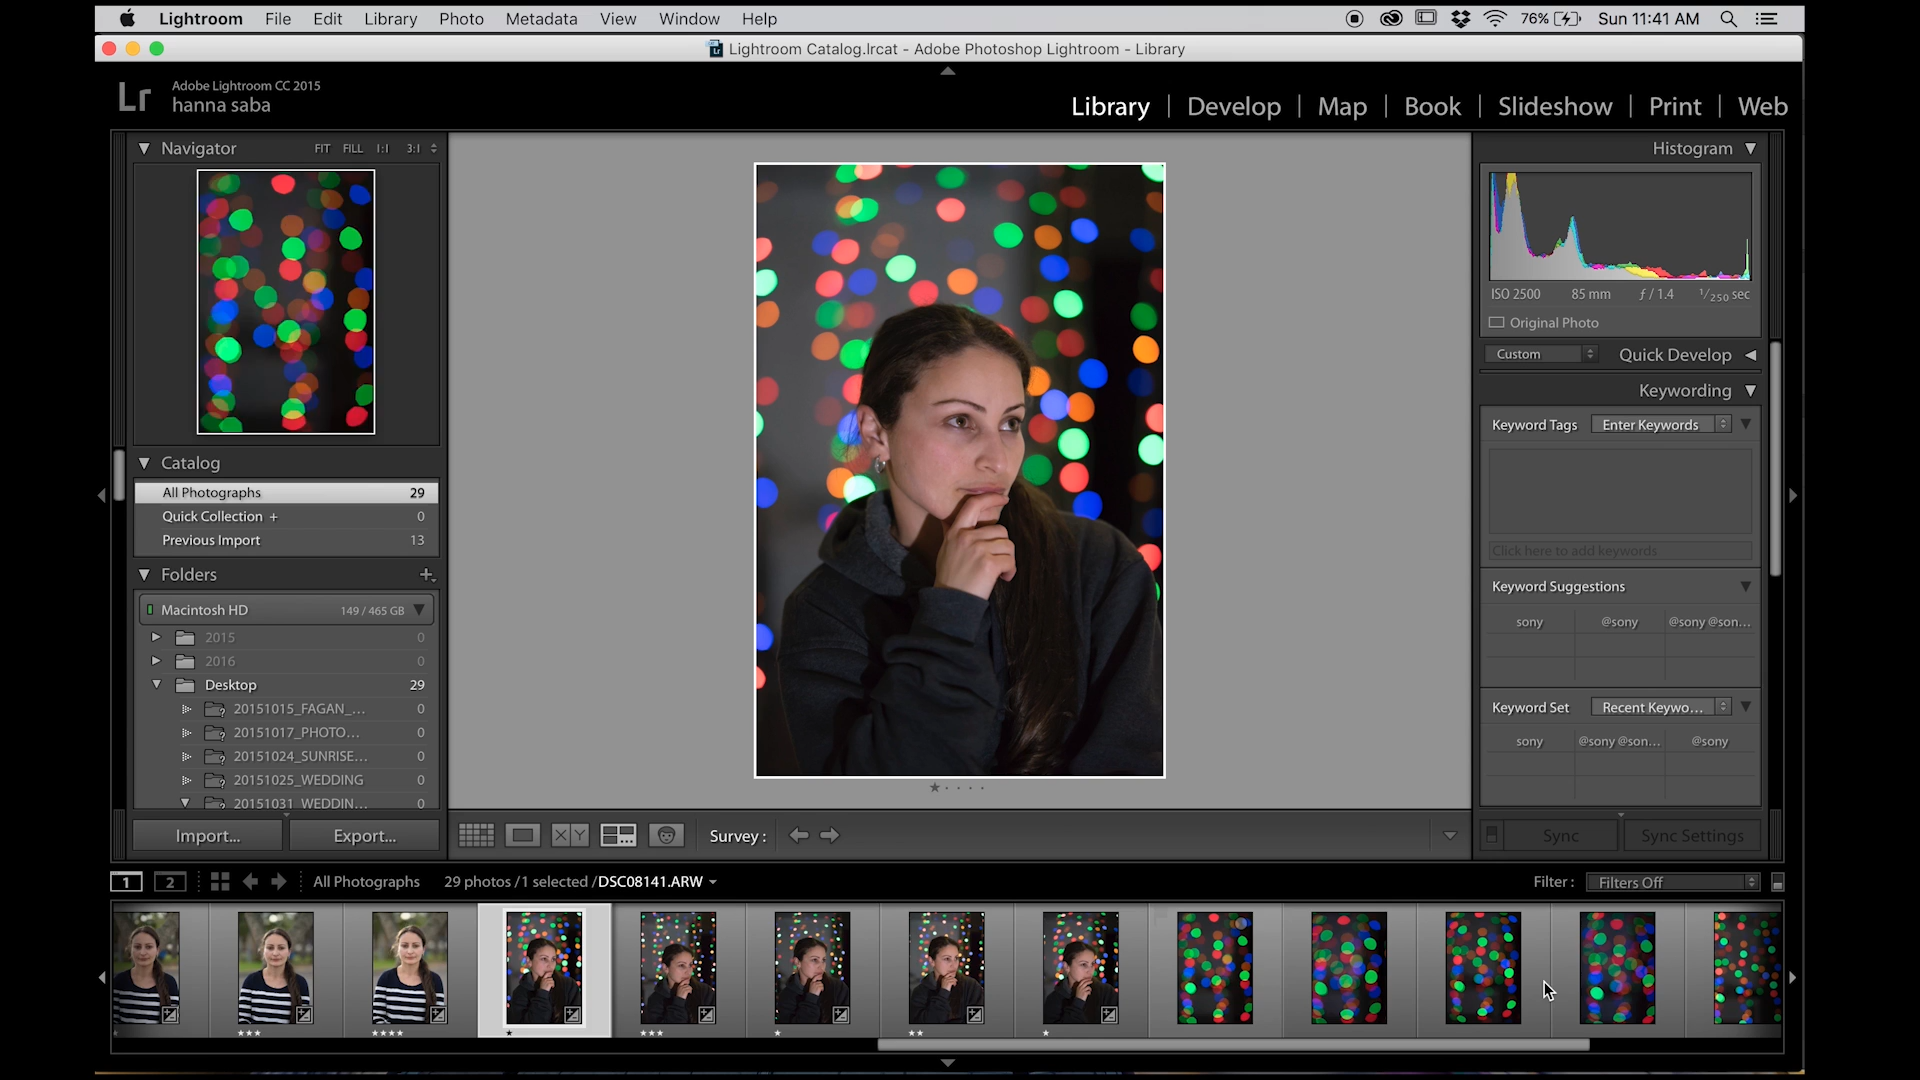 Lightroom File Edit Library Photo Metadata View Window Help 76% Sun 11:41 AM
Lr Lightroom Catalog.lrcat - Adobe Photoshop Lightroom - Library
Lr Adobe Lightroom CC 2015
hanna saba
Library | Develop | Map | Book | Slideshow | Print | Web
Navigator FIT FILL 1:1 3:1
Catalog
All Photographs 29
Quick Collection + 0
Previous Import 13
Folders +
Macintosh HD 149 / 465 GB
2015 0
2016 0
Desktop 29
20151015_FAGAN_... 0
20151017_PHOTO... 0
20151024_SUNRISE... 0
20151025_WEDDING 0
20151031_WEDDIN... 0
Import... Export...
Histogram
ISO 2500 85 mm ƒ / 1.4 1/250 sec
Original Photo
Custom Quick Develop
Keywording
Keyword Tags Enter Keywords
Click here to add keywords
Keyword Suggestions
sony @sony @sony @son...
Keyword Set Recent Keywo...
sony @sony @son... @sony
XY Survey :
Sync Sync Settings
1 2 All Photographs 29 photos / 1 selected / DSC08141.ARW Filter : Filters Off